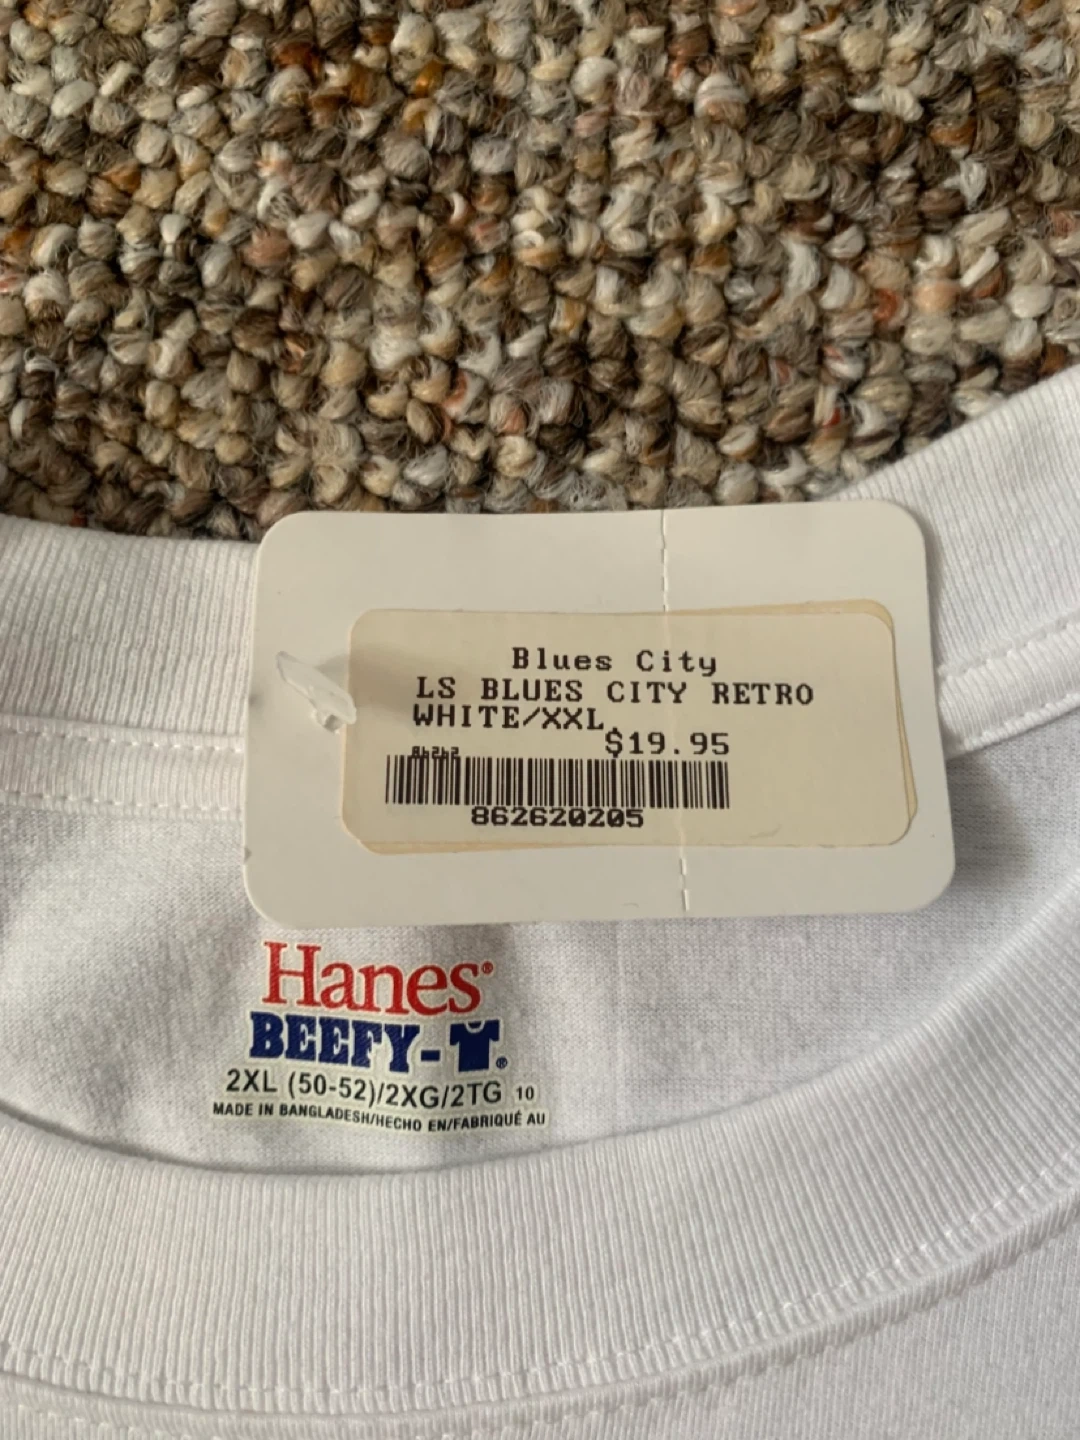 Blues City
LS BLUES CITY RETRO
WHITE/XXL
$19.95
862620205
Hanes®
BEEFY-T®
2XL (50-52)/2XG/2TG 10
MADE IN BANGLADESH/HECHO EN/FABRIQUÉ AU